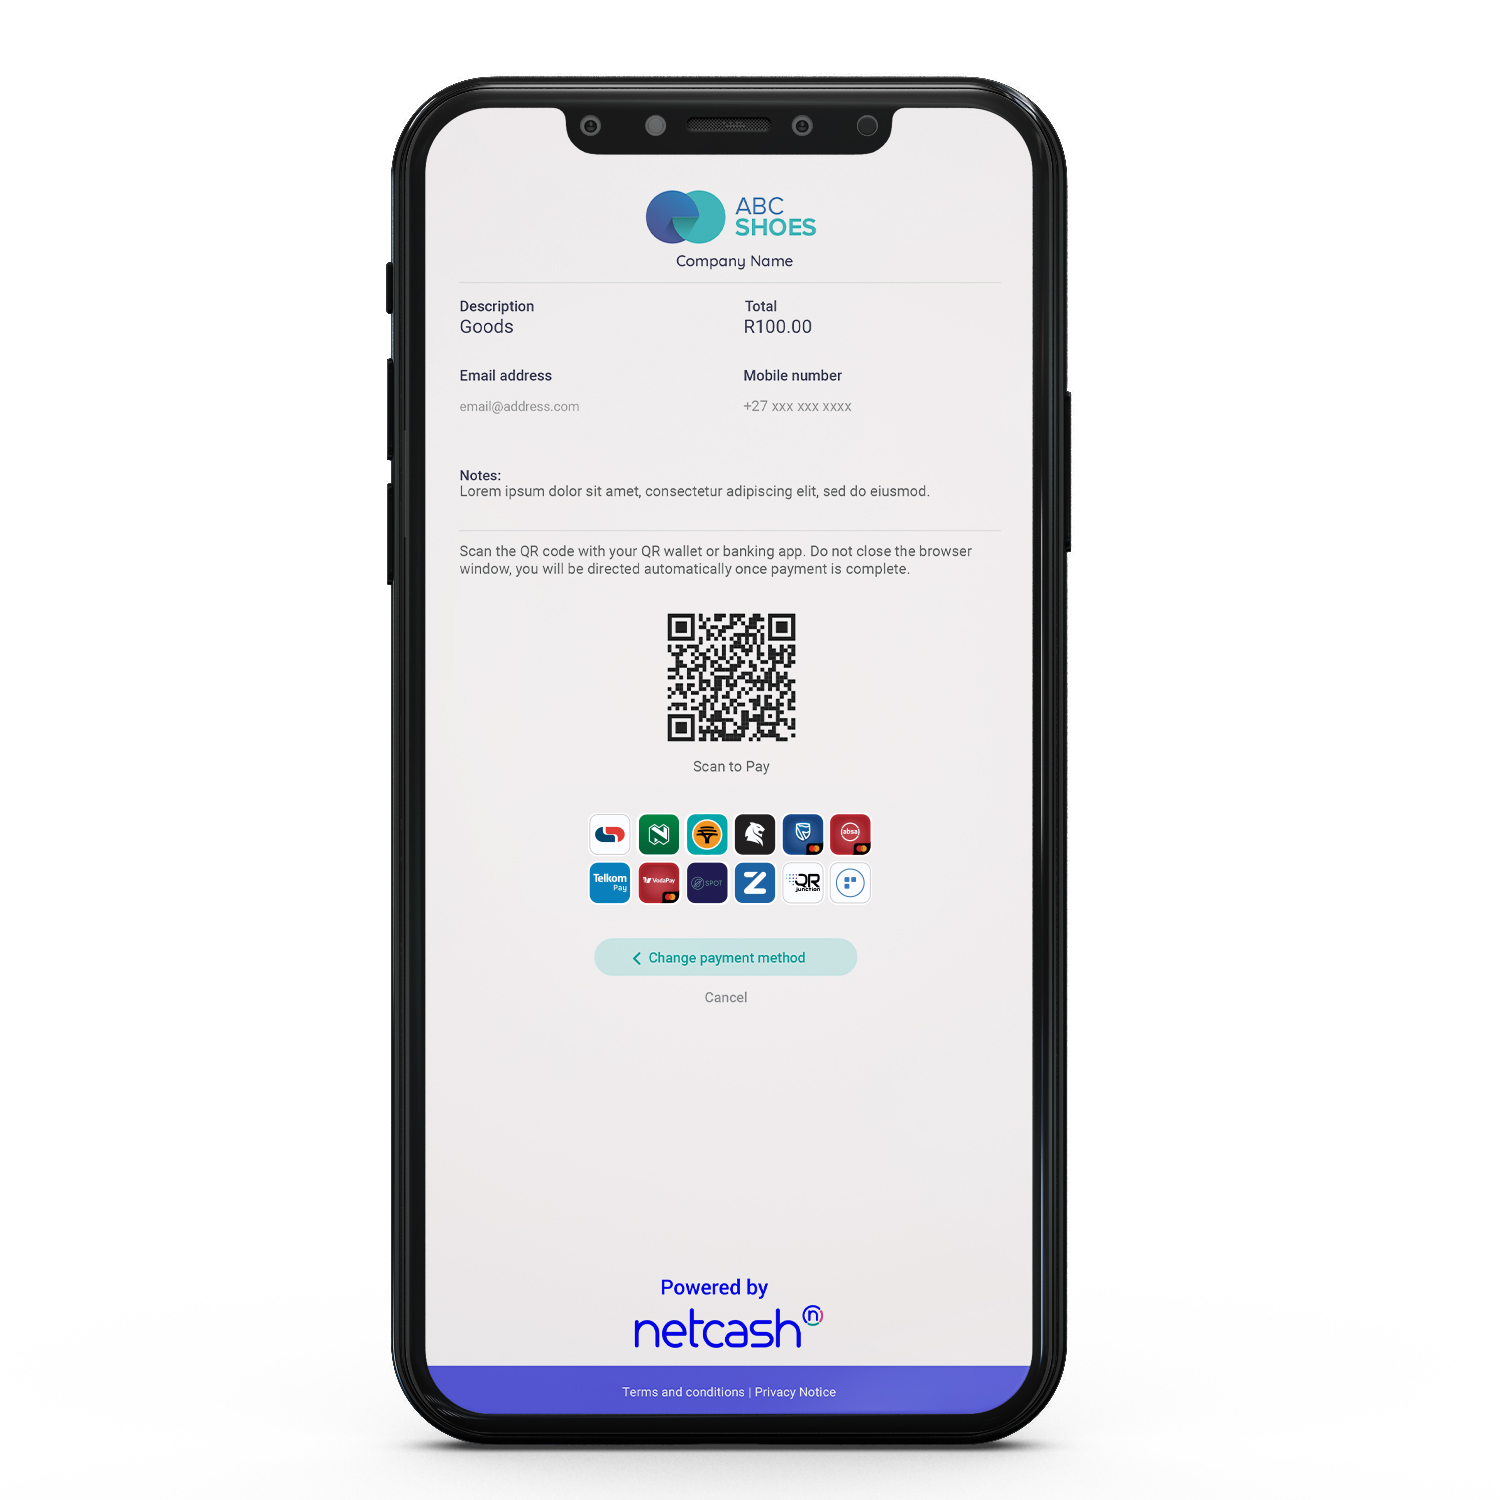 ABC
SHOES
Company Name
Description
Total
Goods
R100.00
Email address
Mobile number
email@address.com
+27 xxx xxx xxxx
Notes:
Lorem ipsum dolor sit amet, consectetur adipiscing elit, sed do eiusmod.
Scan the QR code with your QR wallet or banking app. Do not close the browser
window, you will be directed automatically once payment is complete.
Scan to Pay
absa
Telkom
Pay
VodaPay
SPOT
Z
QR
junction
Change payment method
Cancel
Powered by
netcash n
Terms and conditions | Privacy Notice